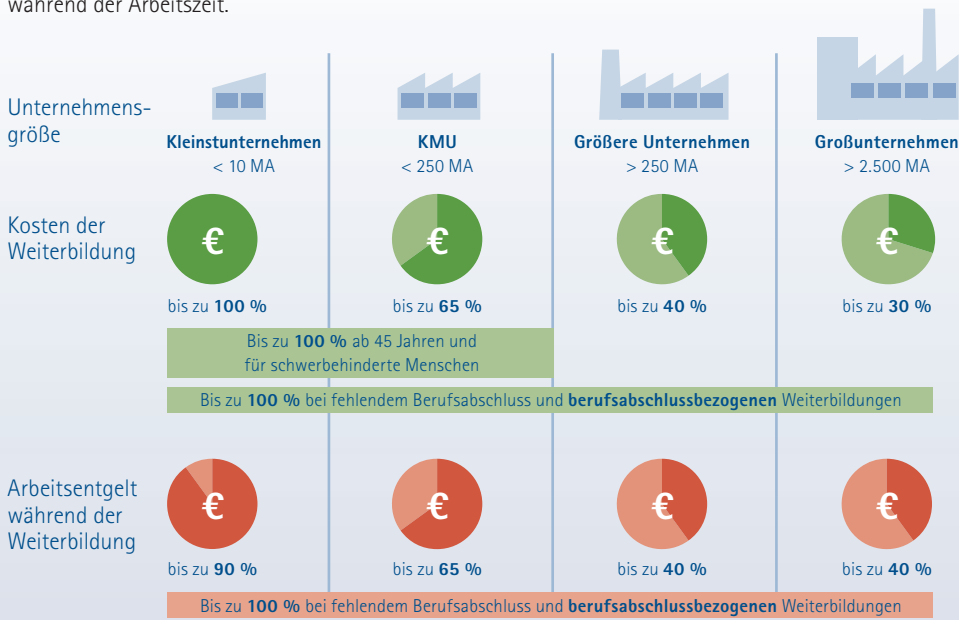 während der Arbeitszeit.
Unternehmens-
größe
Kleinstunternehmen
< 10 MA
KMU
< 250 MA
Größere Unternehmen
> 250 MA
Großunternehmen
> 2.500 MA
Kosten der
Weiterbildung
€
€
€
€
bis zu 100 %
bis zu 65 %
bis zu 40 %
bis zu 30 %
Bis zu 100 % ab 45 Jahren und
für schwerbehinderte Menschen
Bis zu 100 % bei fehlendem Berufsabschluss und berufsabschlussbezogenen Weiterbildungen
Arbeitsentgelt
während der
Weiterbildung
€
€
€
€
bis zu 90 %
bis zu 65 %
bis zu 40 %
bis zu 40 %
Bis zu 100 % bei fehlendem Berufsabschluss und berufsabschlussbezogenen Weiterbildungen